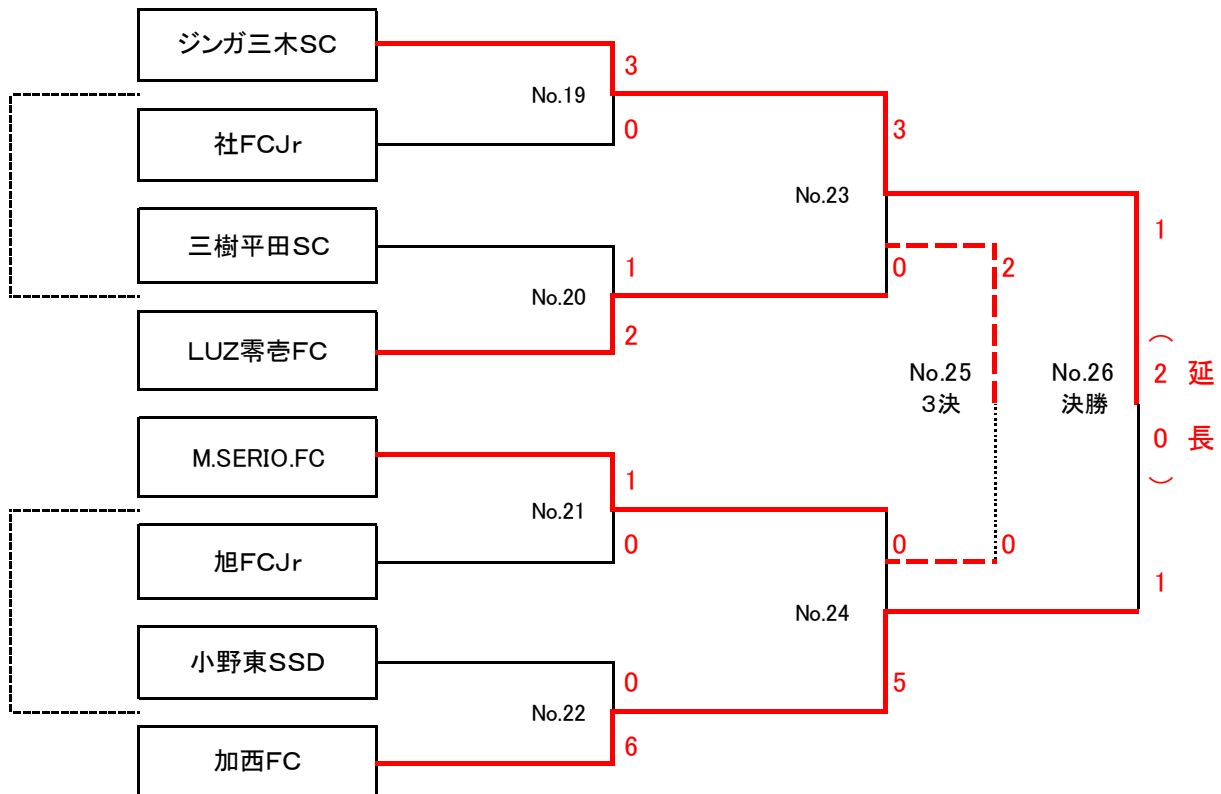 ジンガ三木SC
3
No.19
0
3
社FCJr
No.23
1
三樹平田SC
1
0
2
No.20
2
LUZ零壱FC
No.25
3決
No.26
決勝
(2 0)
延長
M.SERIO.FC
1
No.21
0
0
0
旭FCJr
1
No.24
小野東SSD
0
5
No.22
6
加西FC